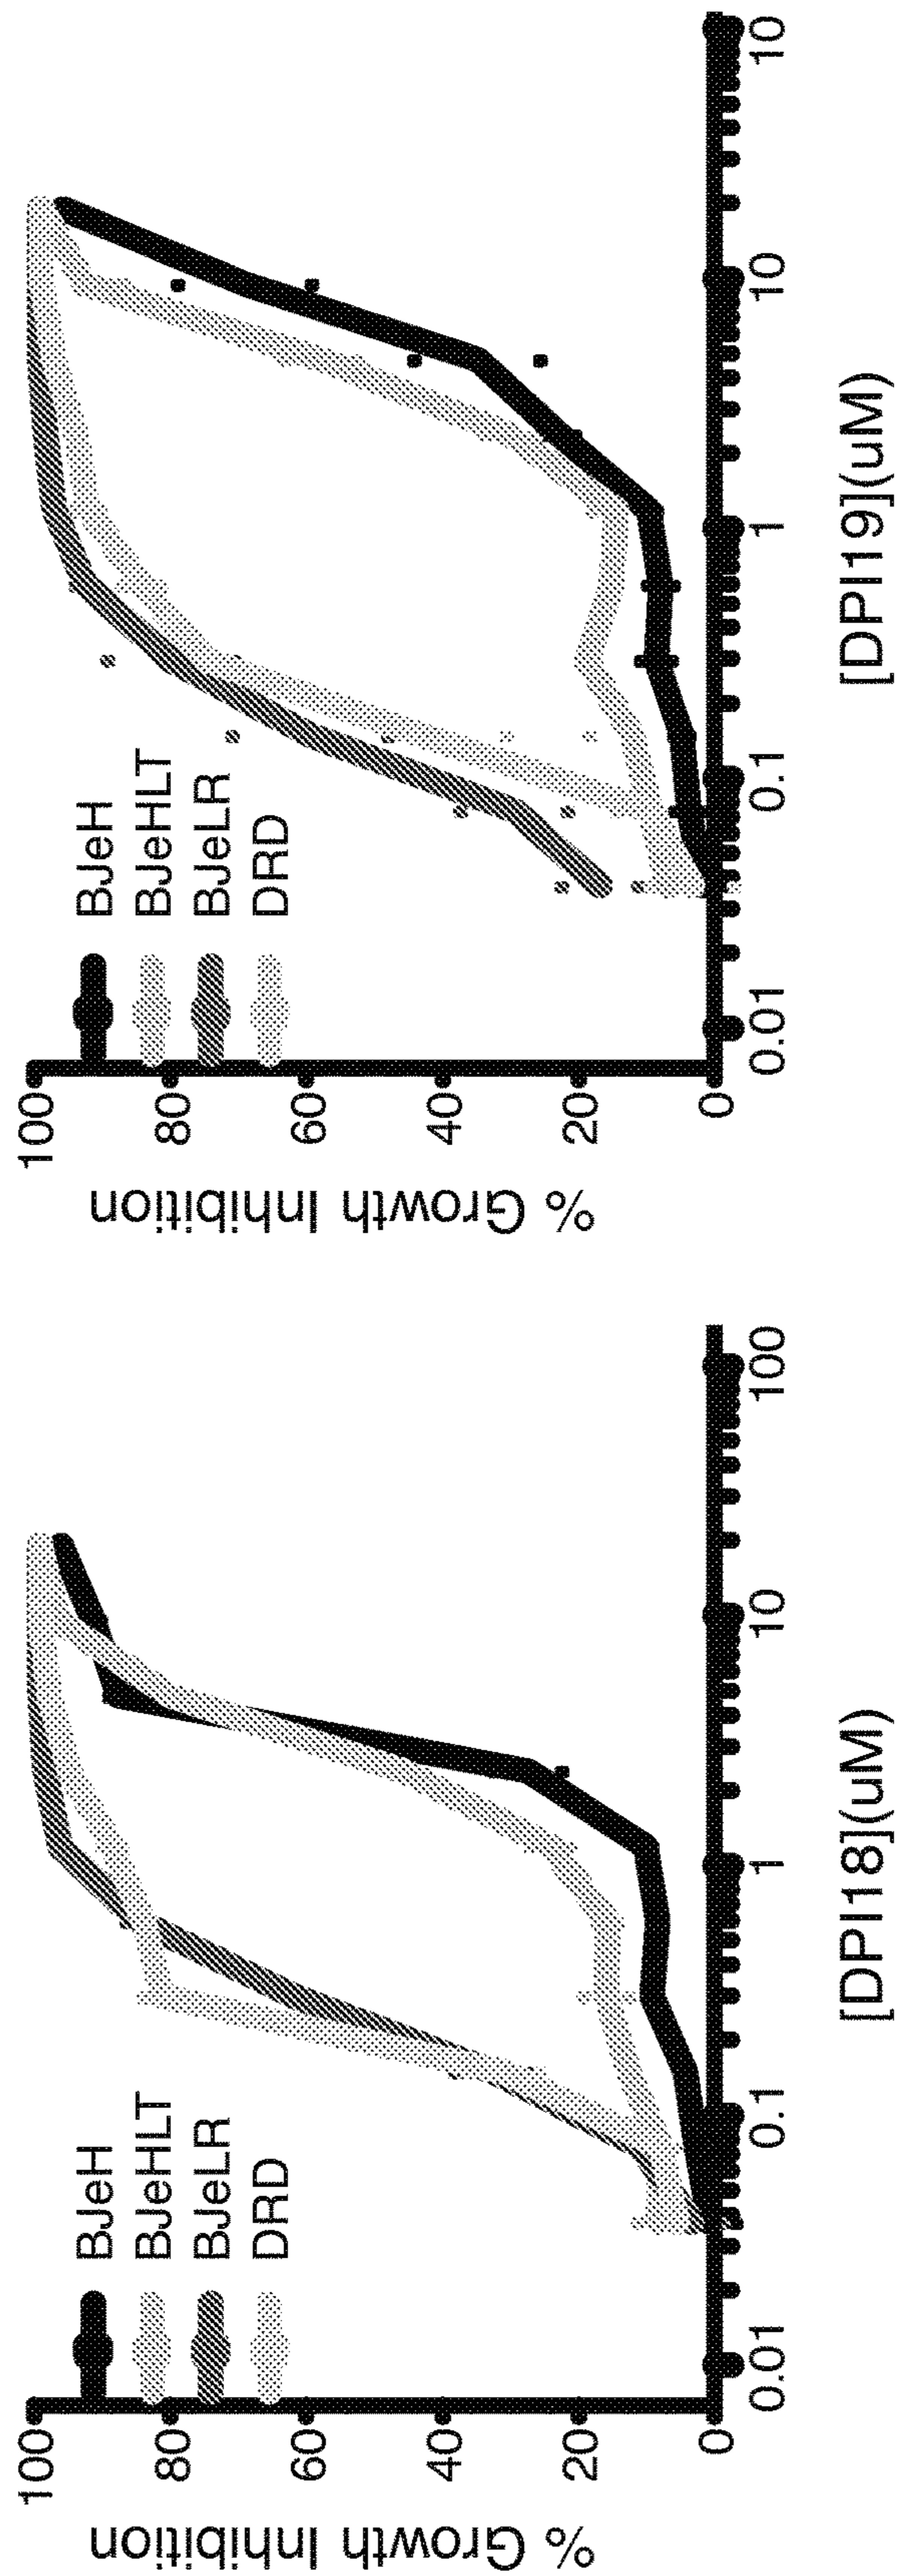 % Growth Inhibition
100
80
60
40
20
0
BJeH
BJeHLT
BJeLR
DRD
0.01
0.1
1
10
100
[DPI18](uM)
% Growth Inhibition
100
80
60
40
20
0
BJeH
BJeHLT
BJeLR
DRD
0.01
0.1
1
10
10
[DPI19](uM)